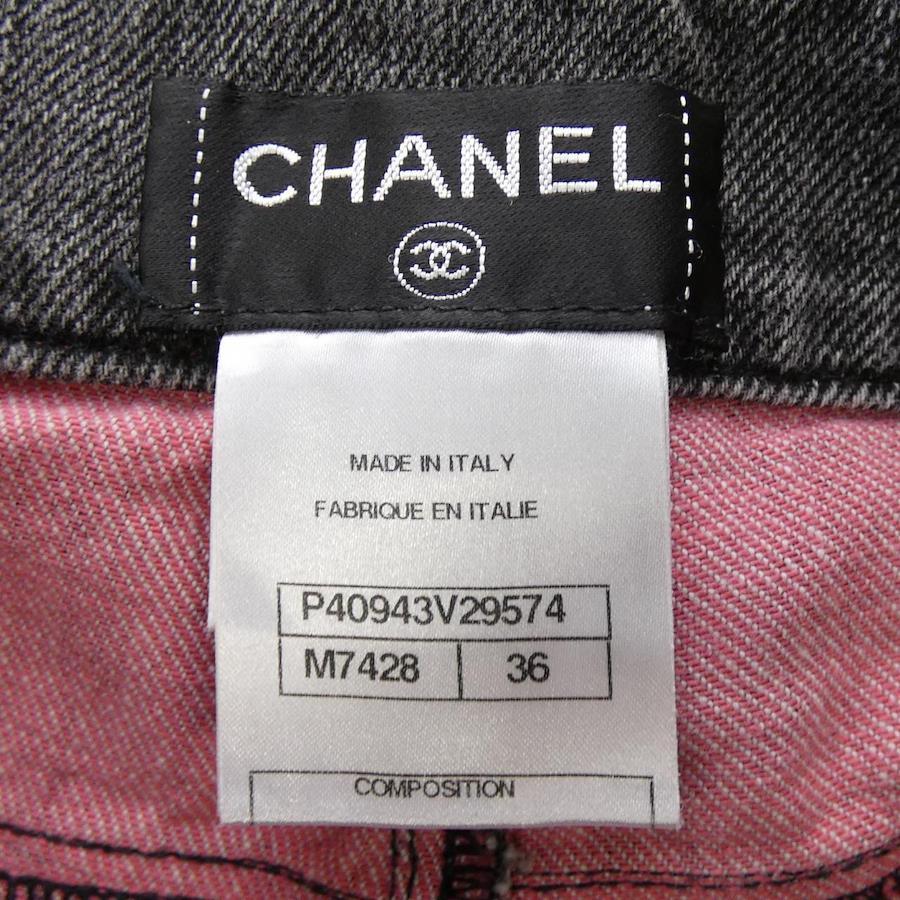 CHANEL
MADE IN ITALY
FABRIQUE EN ITALIE
P40943V29574
M7428 36
COMPOSITION